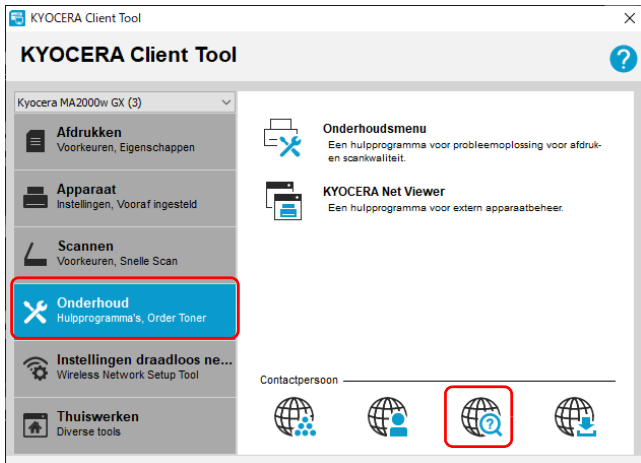 KYOCERA Client Tool
KYOCERA Client Tool
?
Kyocera MA2000w GX (3)
Afdrukken
Voorkeuren, Eigenschappen
Apparaat
Instellingen, Vooraf ingesteld
Scannen
Voorkeuren, Snelle Scan
Onderhoud
Hulpprogramma's, Order Toner
Instellingen draadloos ne...
Wireless Network Setup Tool
Thuiswerken
Diverse tools
Onderhoudsmenu
Een hulpprogramma voor probleemoplossing voor afdruk-
en scankwaliteit.
KYOCERA Net Viewer
Een hulpprogramma voor extern apparaatbeheer.
Contactpersoon
?